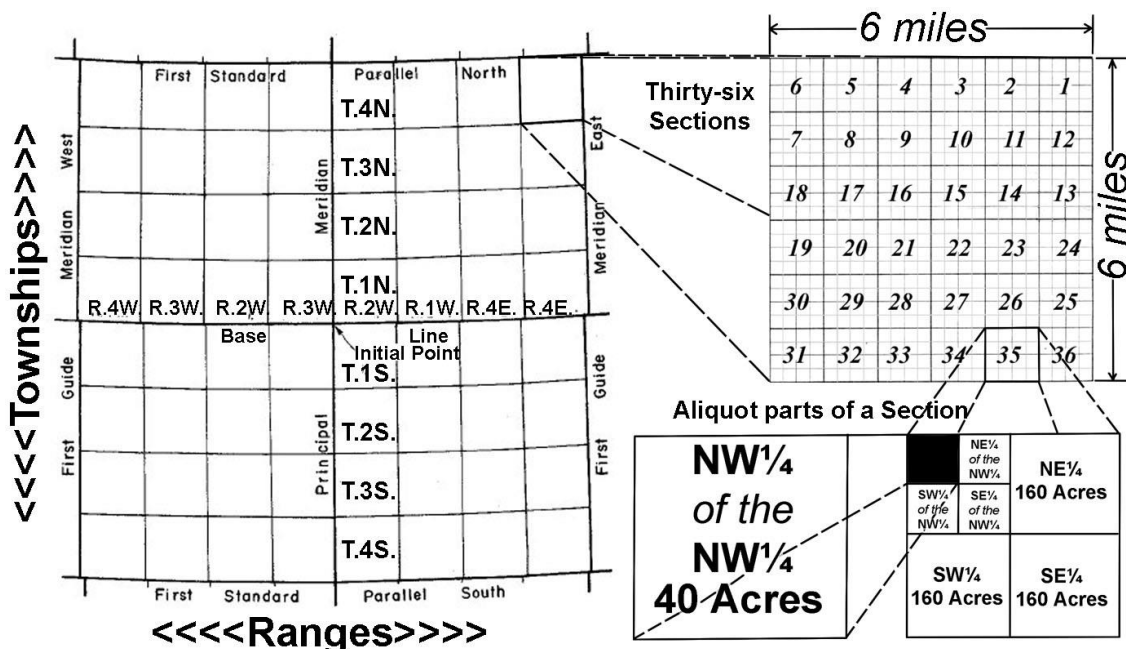 6 miles
First Standard Parallel North
Thirty-six
Sections
6 5 4 3 2 1
7 8 9 10 11 12
18 17 16 15 14 13
19 20 21 22 23 24
30 29 28 27 26 25
31 32 33 34 35 36
6 miles
<<<<Townships>>>>
West
Meridian
Guide
First
T.4N.
T.3N.
T.2N.
T.1N.
Meridian
East
Meridian
Guide
First
R.4W. R.3W. R.2W. R.3W. R.2W. R.1W. R.4E. R.4E.
Base Line
Initial Point
T.1S.
T.2S.
T.3S.
T.4S.
Principal
First Standard Parallel South
<<<<Ranges>>>>
Aliquot parts of a Section
NW¼
of the
NW¼
40 Acres
NE¼
of the
NW¼
SW¼
of the
NW¼
SE¼
of the
NW¼
NE¼
160 Acres
SW¼
160 Acres
SE¼
160 Acres